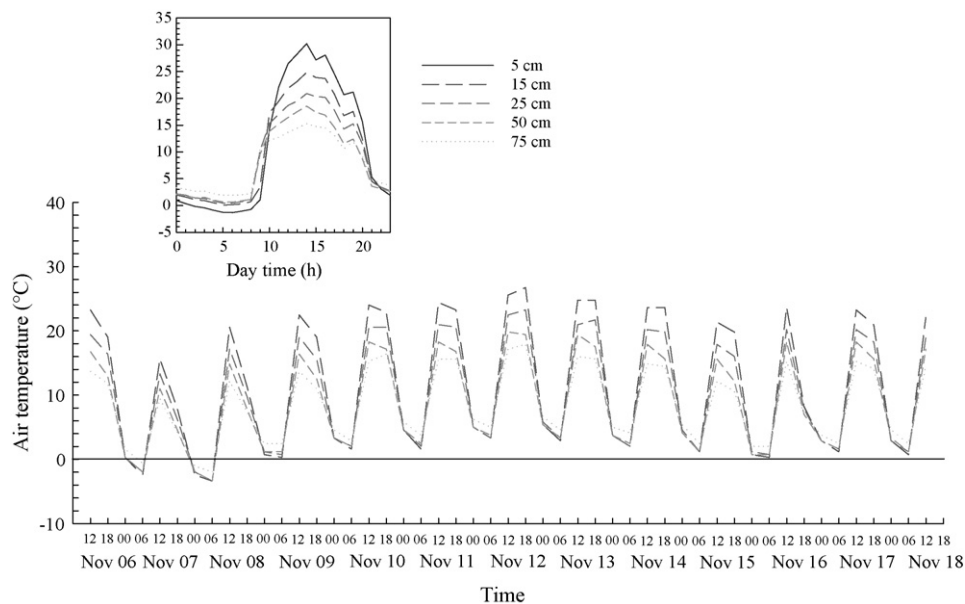 35
30
25
20
15
10
5
0
-5
0 5 10 15 20
Day time (h)
5 cm
15 cm
25 cm
50 cm
75 cm
40
30
20
10
0
-10
Air temperature (°C)
12 18 00 06 12 18 00 06 12 18 00 06 12 18 00 06 12 18 00 06 12 18 00 06 12 18 00 06 12 18 00 06 12 18 00 06 12 18 00 06 12 18 00 06 12 18 00 06 12 18
Nov 06 Nov 07 Nov 08 Nov 09 Nov 10 Nov 11 Nov 12 Nov 13 Nov 14 Nov 15 Nov 16 Nov 17 Nov 18
Time